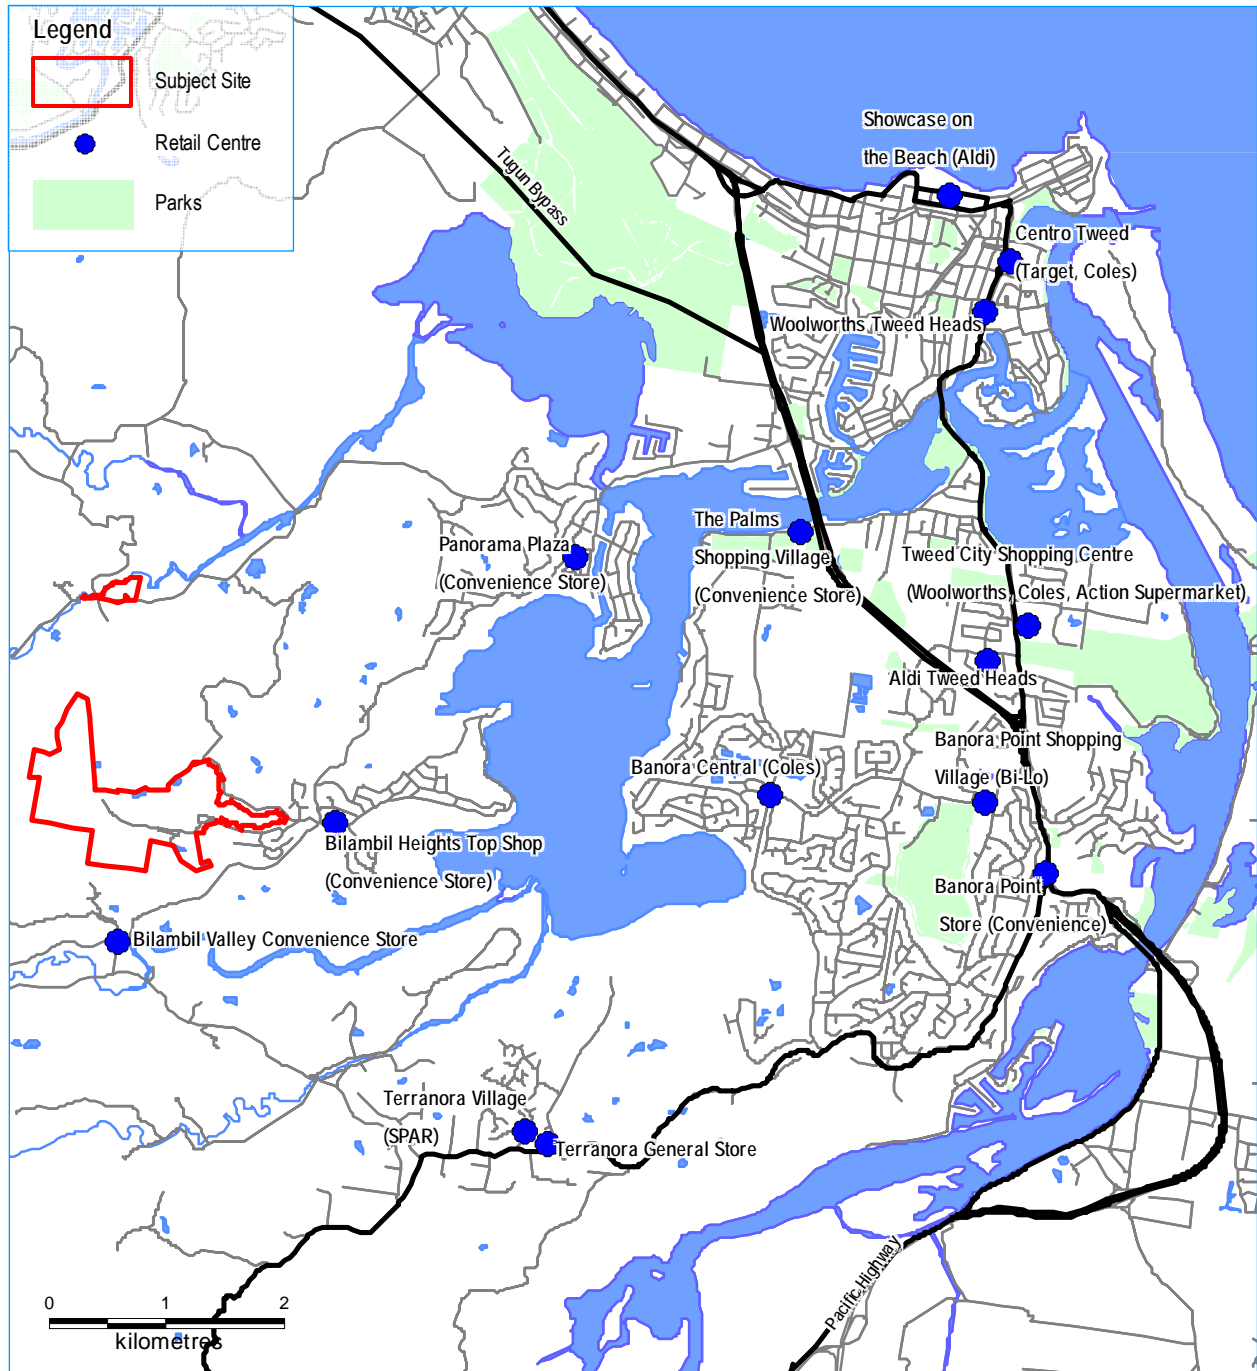 Legend
Subject Site
Retail Centre
Parks
Tugun Bypass
Showcase on
the Beach (Aldi)
Centro Tweed
(Target, Coles)
Woolworths Tweed Heads
The Palms
Shopping Village
(Convenience Store)
Panorama Plaza
(Convenience Store)
Tweed City Shopping Centre
(Woolworths, Coles, Action Supermarket)
Aldi Tweed Heads
Banora Point Shopping
Village (Bi-Lo)
Banora Central (Coles)
Bilambil Heights Top Shop
(Convenience Store)
Banora Point
Store (Convenience)
Bilambil Valley Convenience Store
Terranora Village
(SPAR)
Terranora General Store
Pacific Highway
0 1 2
kilometres